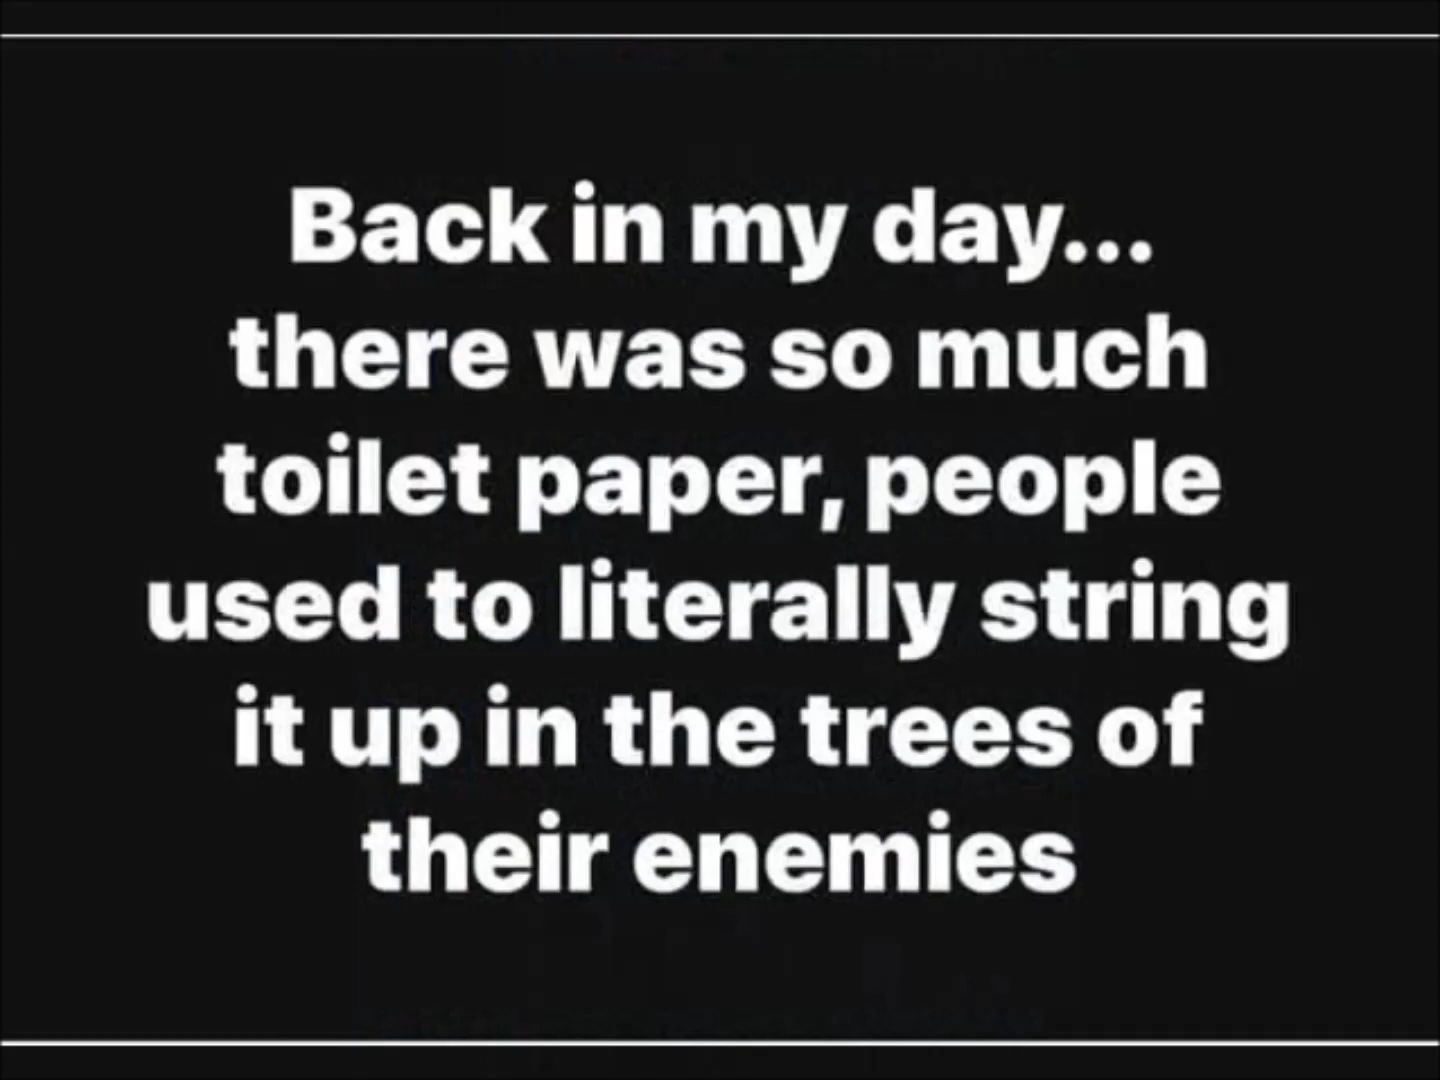 Back in my day...
there was so much
toilet paper, people
used to literally string
it up in the trees of
their enemies